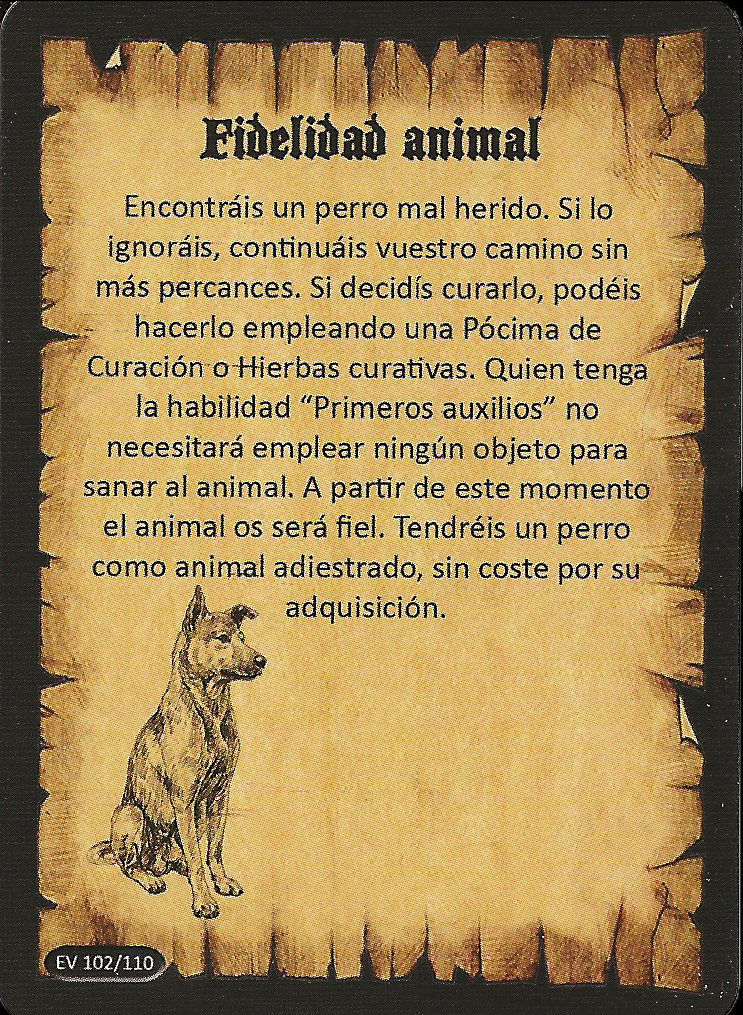 Fidelidad animal
Encontráis un perro mal herido. Si lo
ignoráis, continuáis vuestro camino sin
más percances. Si decidís curarlo, podéis
hacerlo empleando una Pócima de
Curación o Hierbas curativas. Quien tenga
la habilidad “Primeros auxilios” no
necesitará emplear ningún objeto para
sanar al animal. A partir de este momento
el animal os será fiel. Tendréis un perro
como animal adiestrado, sin coste por su
adquisición.
EV 102/110